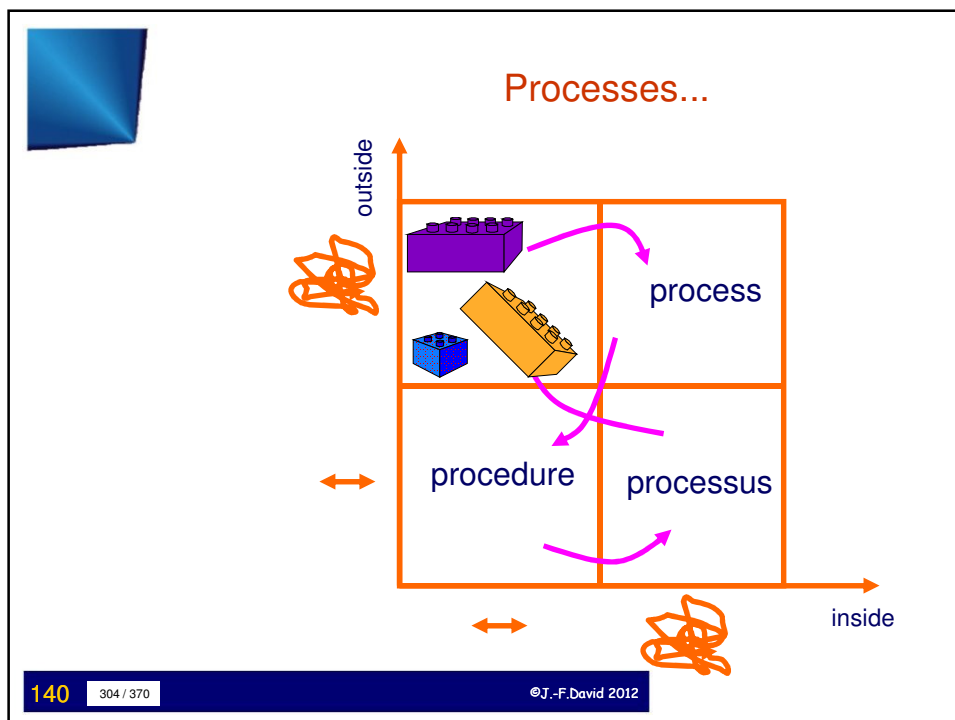 Processes...
outside
process
procedure
processus
inside
140
304 / 370
©J.-F.David 2012